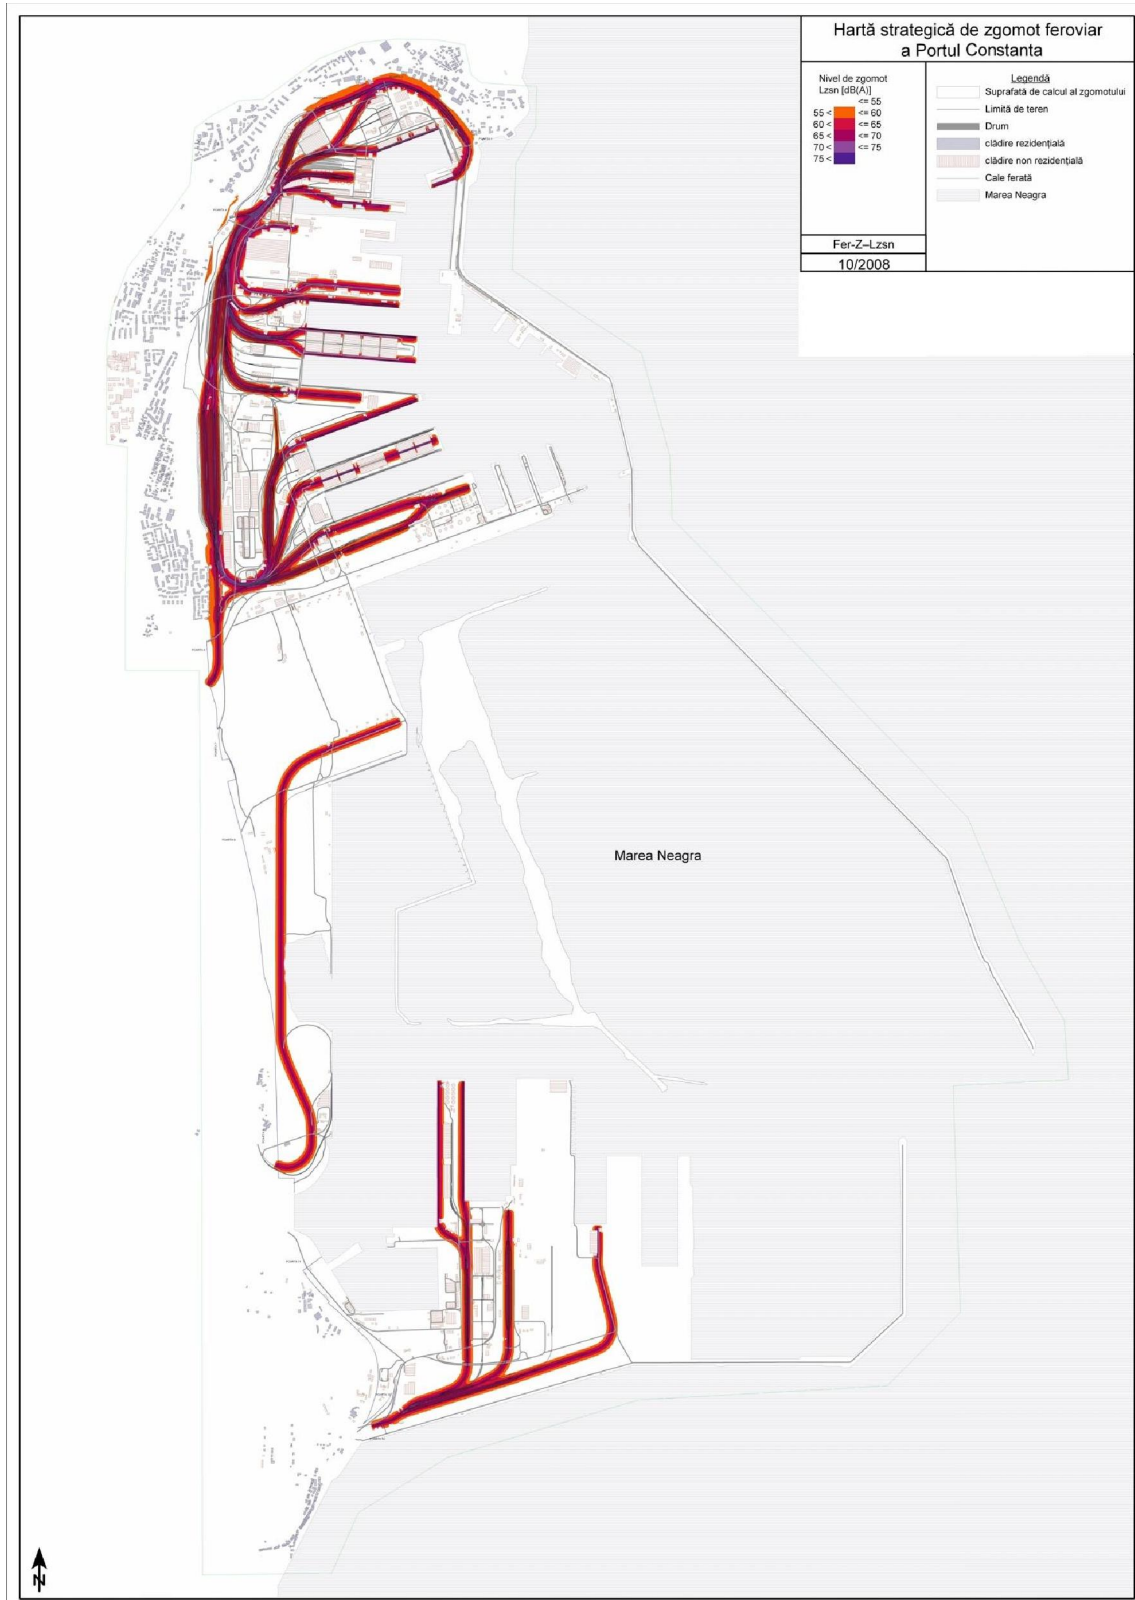 Hartă strategică de zgomot feroviar
a Portul Constanta
Nivel de zgomot
Lzsn [dB(A)]
<= 55
55 < <= 60
60 < <= 65
65 < <= 70
70 < <= 75
75 <
Fer-Z–Lzsn
10/2008
Legendă
Suprafată de calcul al zgomotului
Limită de teren
Drum
clădire rezidențială
clădire non rezidențială
Cale ferată
Marea Neagra
Marea Neagra
N